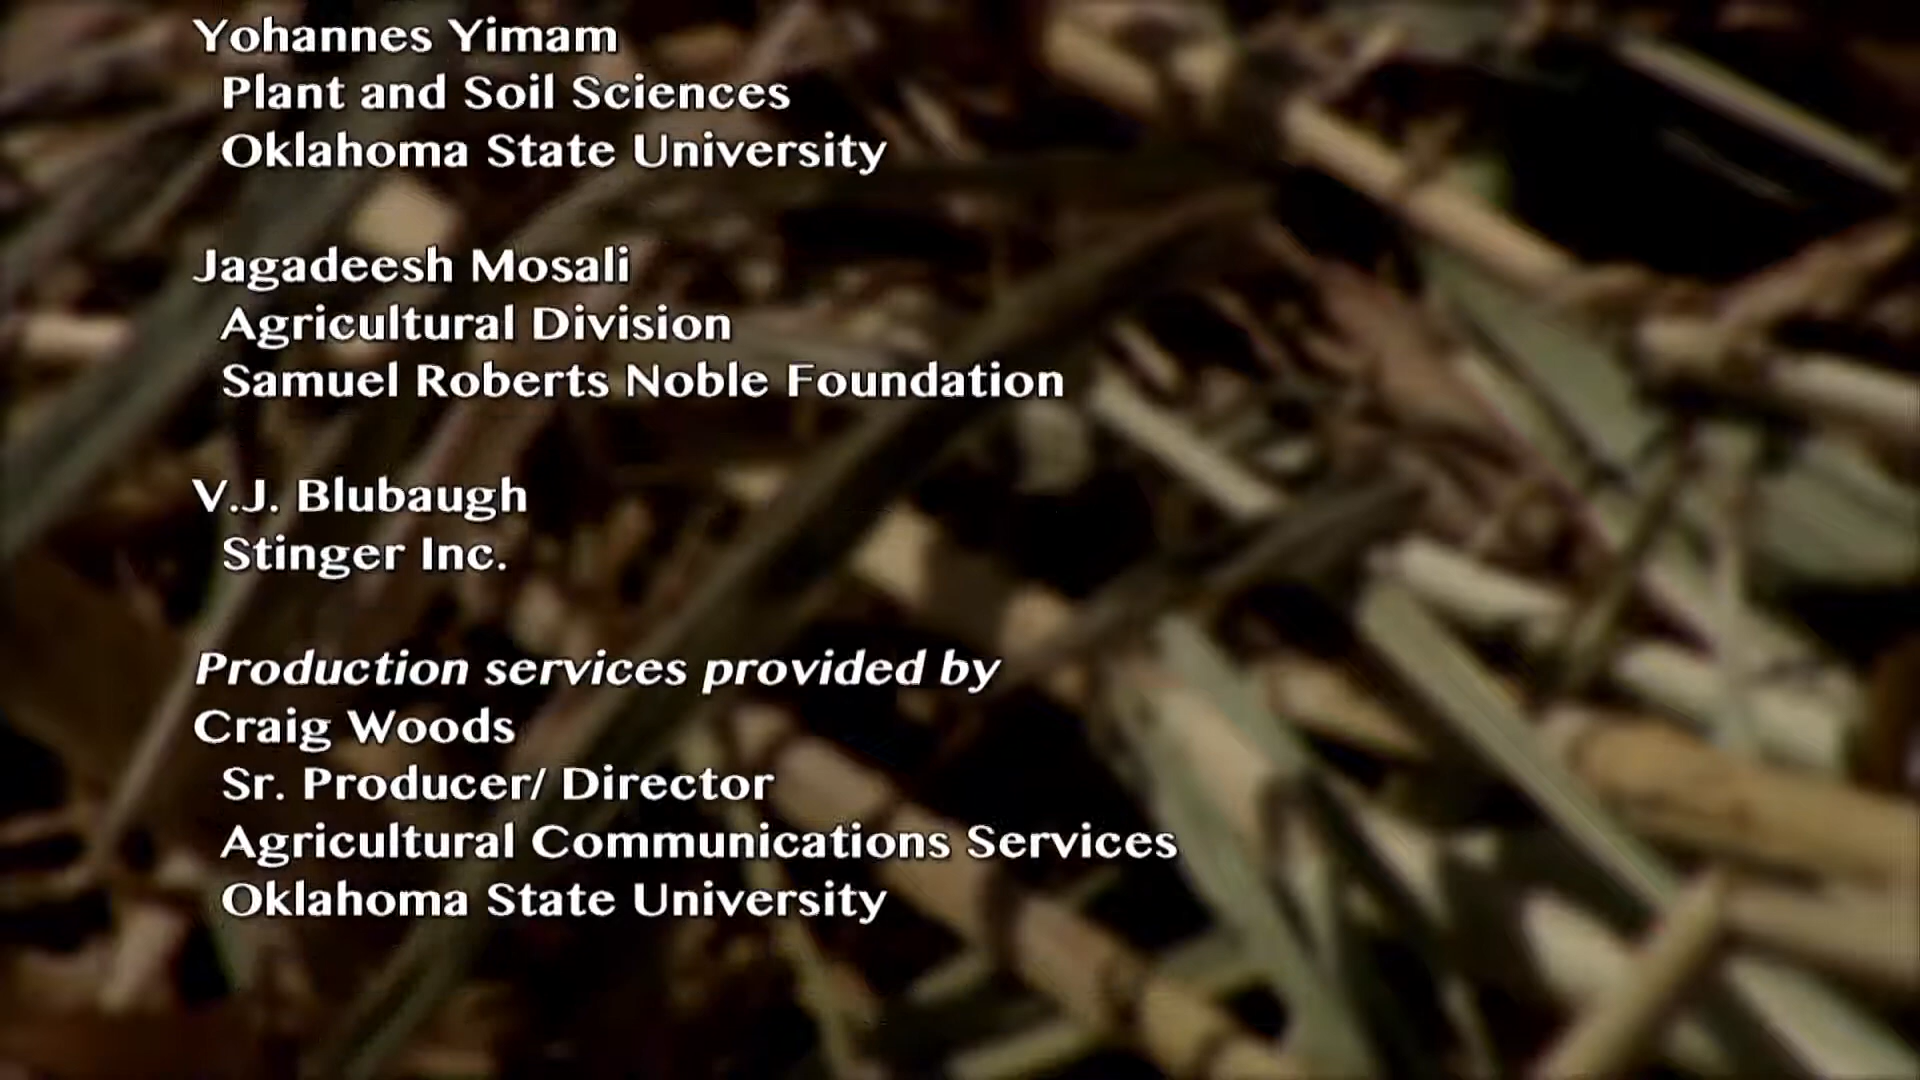 Yohannes Yimam
Plant and Soil Sciences
Oklahoma State University
Jagadeesh Mosali
Agricultural Division
Samuel Roberts Noble Foundation
V.J. Blubaugh
Stinger Inc.
Production services provided by
Craig Woods
Sr. Producer/ Director
Agricultural Communications Services
Oklahoma State University